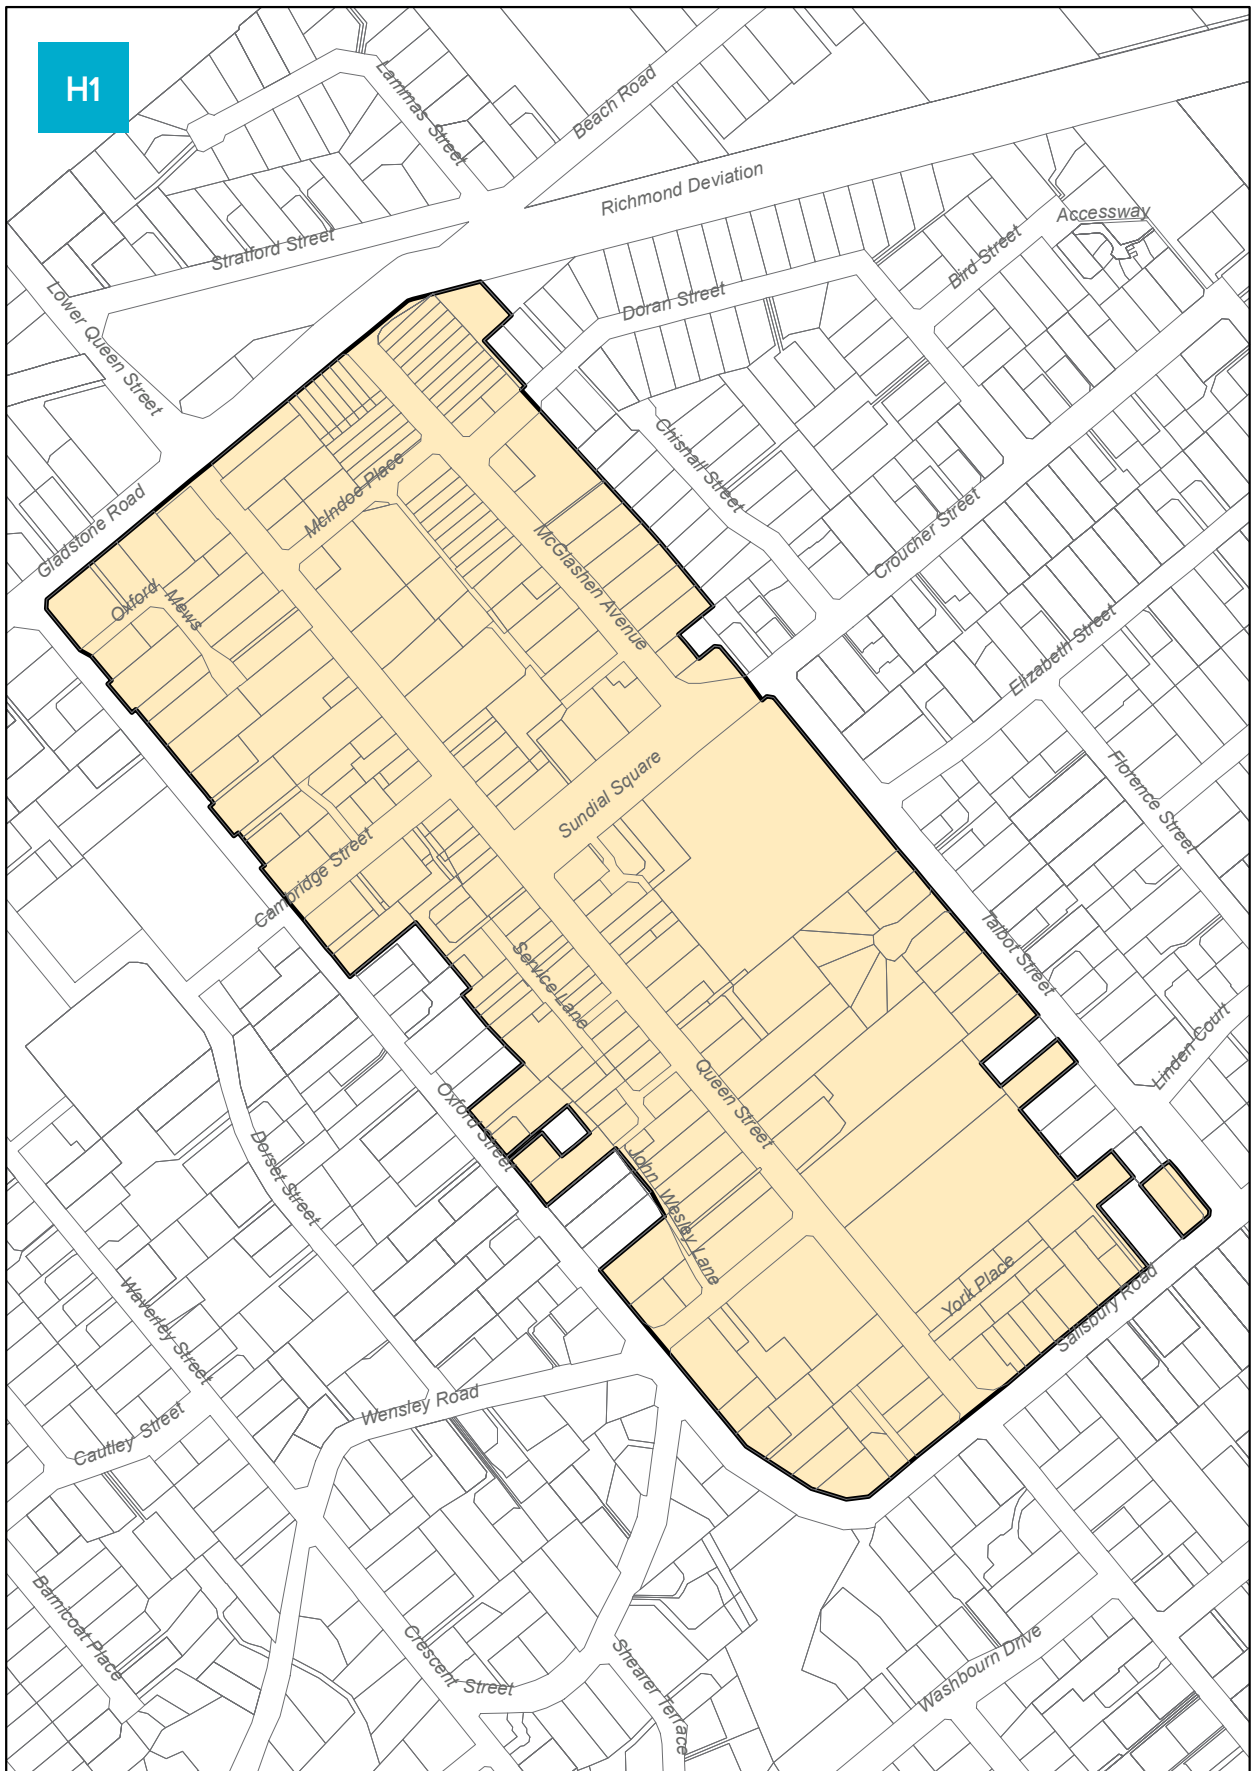 H1
Lammas Street
Beach Road
Richmond Deviation
Accessway
Stratford Street
Bird Street
Doran Street
Lower Queen Street
Chisnall Street
McIndoe Place
Gladstone Road
Croucher Street
McGlashen Avenue
Oxford Mews
Elizabeth Street
Florence Street
Sundial Square
Cambridge Street
Talbot Street
Service Lane
Linden Court
Queen Street
Oxford Street
Dorset Street
John Wesley Lane
York Place
Salisbury Road
Waverley Street
Wensley Road
Cautley Street
Barnicoat Place
Crescent Street
Shearer Terrace
Washbourn Drive